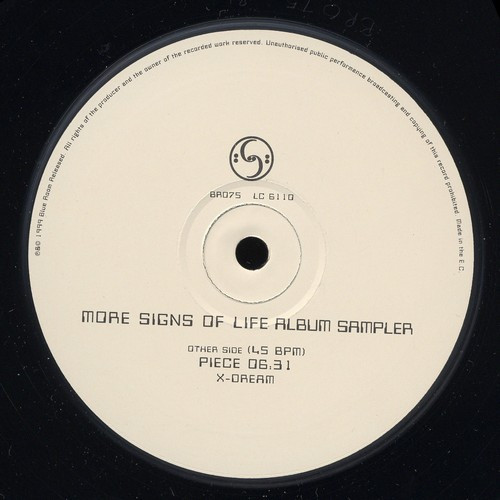 ℗© 1999 Blue Room Released. All rights of the producer and the owner of the recorded work reserved. Unauthorised public performance broadcasting and copying of this record prohibited. Made in the E.C.
BR075 LC 6110
MORE SIGNS OF LIFE ALBUM SAMPLER
OTHER SIDE (45 BPM)
PIECE 06:31
X-DREAM